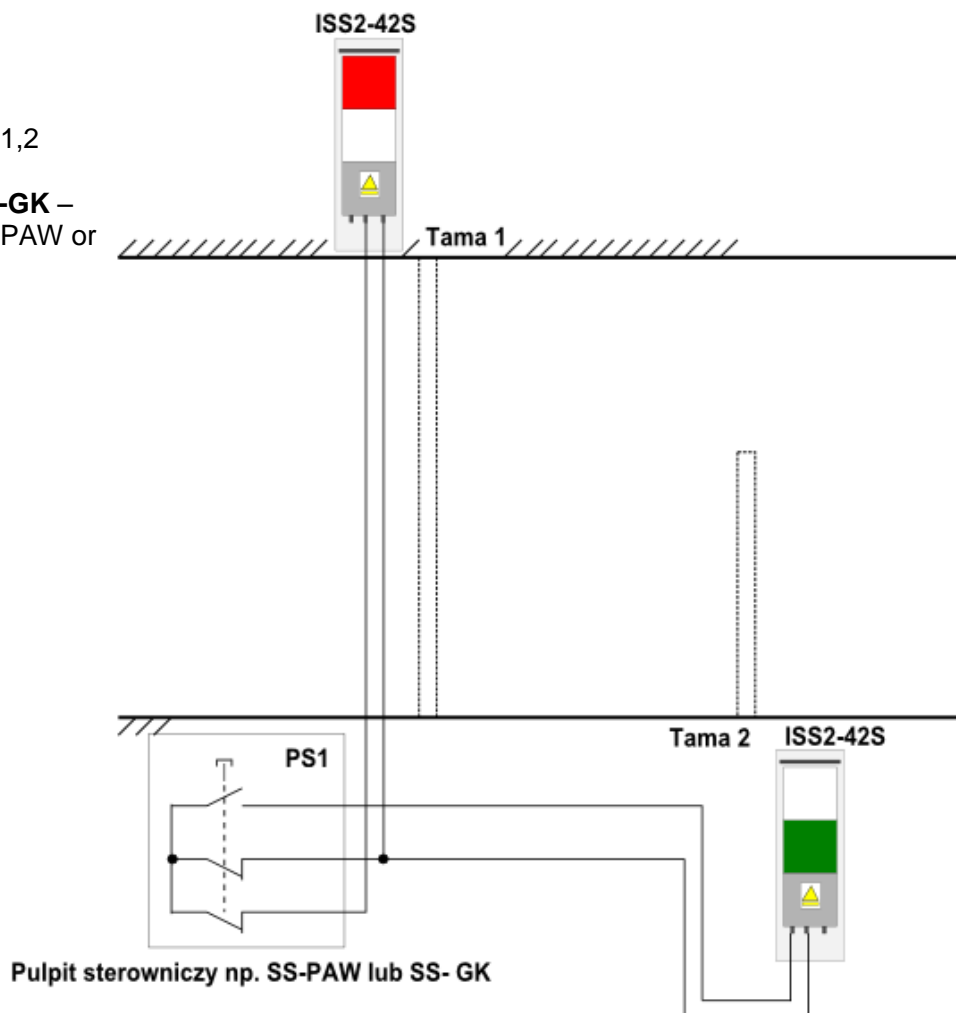 ISS2-42S
1,2
-GK –
PAW or
Tama 1
Tama 2
ISS2-42S
PS1
Pulpit sterowniczy np. SS-PAW lub SS- GK